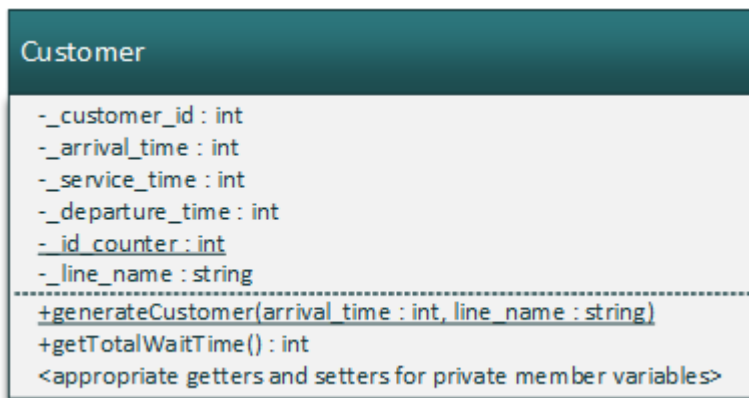 Customer
-_customer_id : int
-_arrival_time : int
-_service_time : int
-_departure_time : int
-_id_counter : int
-_line_name : string
+generateCustomer(arrival_time : int, line_name : string)
+getTotalWaitTime() : int
<appropriate getters and setters for private member variables>